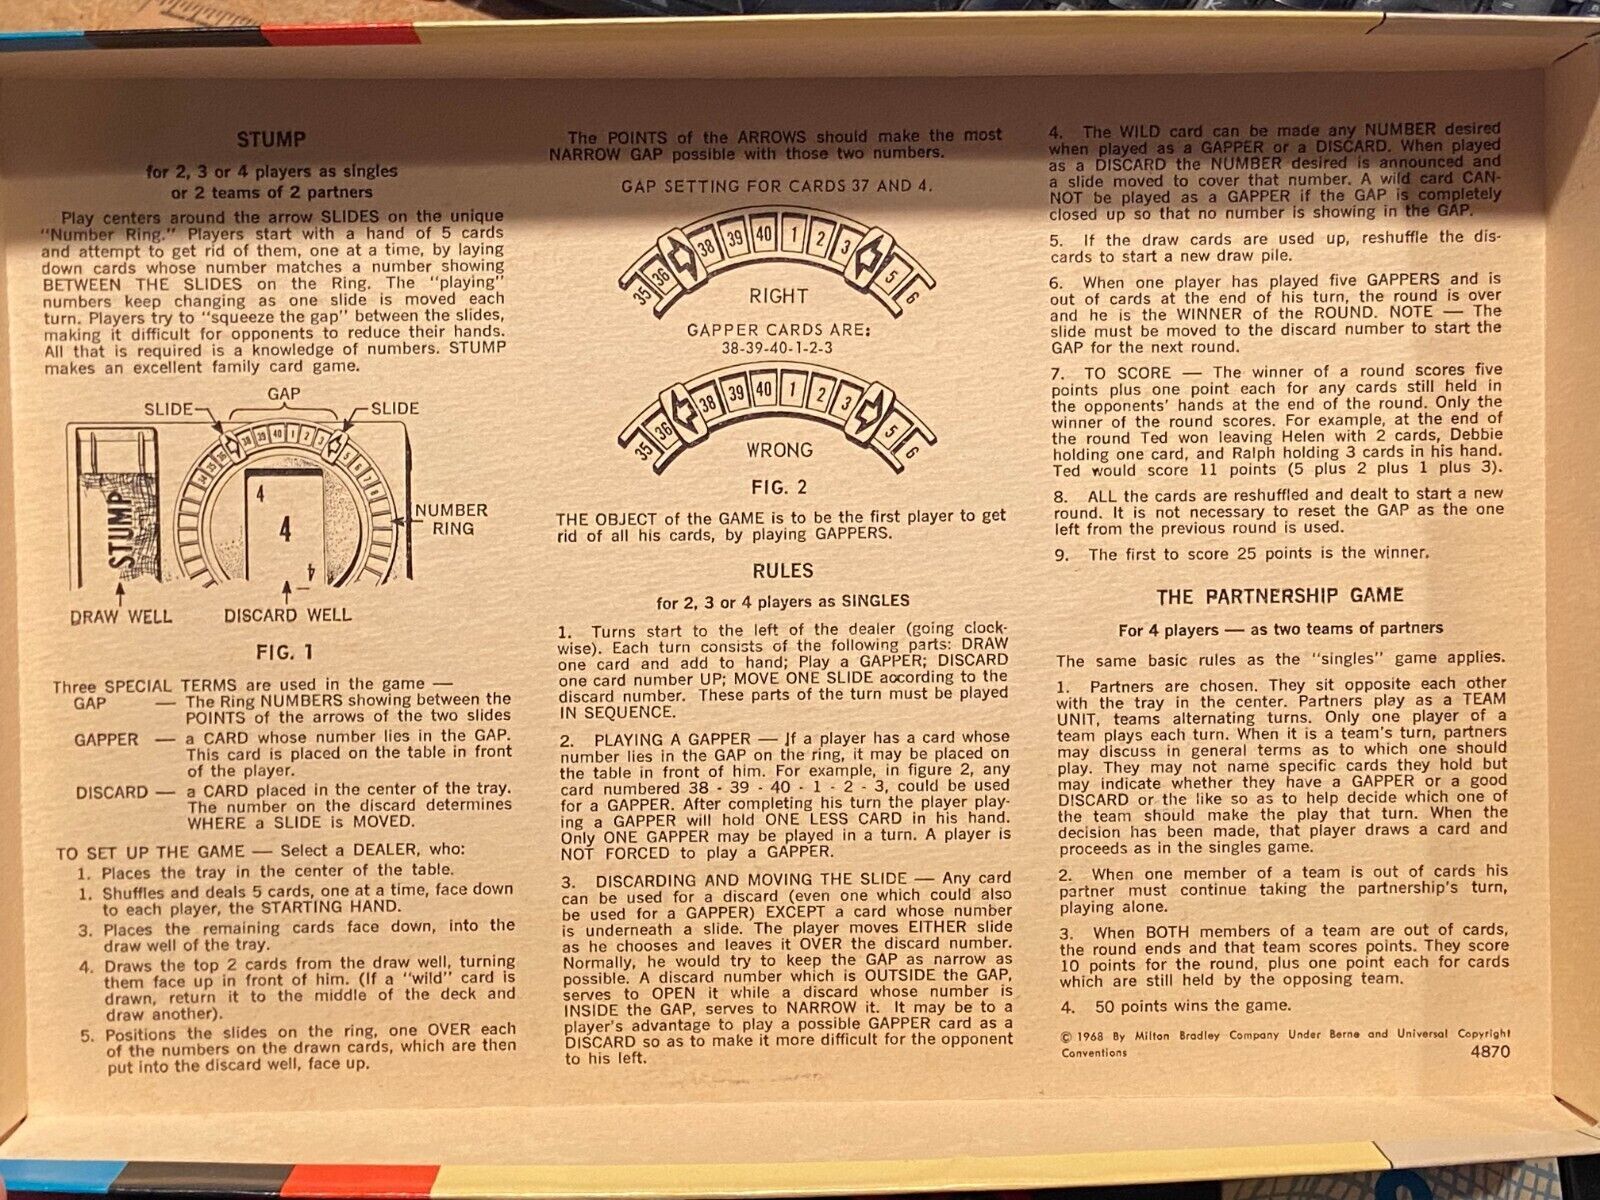 STUMP
for 2, 3 or 4 players as singles
or 2 teams of 2 partners
Play centers around the arrow SLIDES on the unique
"Number Ring." Players start with a hand of 5 cards
and attempt to get rid of them, one at a time, by laying
down cards whose number matches a number showing
BETWEEN THE SLIDES on the Ring. The "playing"
numbers keep changing as one slide is moved each
turn. Players try to "squeeze the gap" between the slides,
making it difficult for opponents to reduce their hands.
All that is required is a knowledge of numbers. STUMP
makes an excellent family card game.
GAP
SLIDE
SLIDE
38 39 40 1 2 3
4
4
4
STUMP
NUMBER
RING
DRAW WELL
DISCARD WELL
FIG. 1
Three SPECIAL TERMS are used in the game —
GAP — The Ring NUMBERS showing between the
POINTS of the arrows of the two slides
GAPPER — a CARD whose number lies in the GAP.
This card is placed on the table in front
of the player.
DISCARD — a CARD placed in the center of the tray.
The number on the discard determines
WHERE a SLIDE is MOVED.
TO SET UP THE GAME — Select a DEALER, who:
1. Places the tray in the center of the table.
1. Shuffles and deals 5 cards, one at a time, face down
to each player, the STARTING HAND.
3. Places the remaining cards face down, into the
draw well of the tray.
4. Draws the top 2 cards from the draw well, turning
them face up in front of him. (If a "wild" card is
drawn, return it to the middle of the deck and
draw another).
5. Positions the slides on the ring, one OVER each
of the numbers on the drawn cards, which are then
put into the discard well, face up.
The POINTS of the ARROWS should make the most
NARROW GAP possible with those two numbers.
GAP SETTING FOR CARDS 37 AND 4.
35 36 38 39 40 1 2 3 5 6
RIGHT
GAPPER CARDS ARE:
38-39-40-1-2-3
35 36 38 39 40 1 2 3 5 6
WRONG
FIG. 2
THE OBJECT of the GAME is to be the first player to get
rid of all his cards, by playing GAPPERS.
RULES
for 2, 3 or 4 players as SINGLES
1. Turns start to the left of the dealer (going clock-
wise). Each turn consists of the following parts: DRAW
one card and add to hand; Play a GAPPER; DISCARD
one card number UP; MOVE ONE SLIDE according to the
discard number. These parts of the turn must be played
IN SEQUENCE.
2. PLAYING A GAPPER — If a player has a card whose
number lies in the GAP on the ring, it may be placed on
the table in front of him. For example, in figure 2, any
card numbered 38 - 39 - 40 - 1 - 2 - 3, could be used
for a GAPPER. After completing his turn the player play-
ing a GAPPER will hold ONE LESS CARD in his hand.
Only ONE GAPPER may be played in a turn. A player is
NOT FORCED to play a GAPPER.
3. DISCARDING AND MOVING THE SLIDE — Any card
can be used for a discard (even one which could also
be used for a GAPPER) EXCEPT a card whose number
is underneath a slide. The player moves EITHER slide
as he chooses and leaves it OVER the discard number.
Normally, he would try to keep the GAP as narrow as
possible. A discard number which is OUTSIDE the GAP,
serves to OPEN it while a discard whose number is
INSIDE the GAP, serves to NARROW it. It may be to a
player's advantage to play a possible GAPPER card as a
DISCARD so as to make it more difficult for the opponent
to his left.
4. The WILD card can be made any NUMBER desired
when played as a GAPPER or a DISCARD. When played
as a DISCARD the NUMBER desired is announced and
a slide moved to cover that number. A wild card CAN-
NOT be played as a GAPPER if the GAP is completely
closed up so that no number is showing in the GAP.
5. If the draw cards are used up, reshuffle the dis-
cards to start a new draw pile.
6. When one player has played five GAPPERS and is
out of cards at the end of his turn, the round is over
and he is the WINNER of the ROUND. NOTE — The
slide must be moved to the discard number to start the
GAP for the next round.
7. TO SCORE — The winner of a round scores five
points plus one point each for any cards still held in
the opponents' hands at the end of the round. Only the
winner of the round scores. For example, at the end of
the round Ted won leaving Helen with 2 cards, Debbie
holding one card, and Ralph holding 3 cards in his hand.
Ted would score 11 points (5 plus 2 plus 1 plus 3).
8. ALL the cards are reshuffled and dealt to start a new
round. It is not necessary to reset the GAP as the one
left from the previous round is used.
9. The first to score 25 points is the winner.
THE PARTNERSHIP GAME
For 4 players — as two teams of partners
The same basic rules as the "singles" game applies.
1. Partners are chosen. They sit opposite each other
with the tray in the center. Partners play as a TEAM
UNIT, teams alternating turns. Only one player of a
team plays each turn. When it is a team's turn, partners
may discuss in general terms as to which one should
play. They may not name specific cards they hold but
may indicate whether they have a GAPPER or a good
DISCARD or the like so as to help decide which one of
the team should make the play that turn. When the
decision has been made, that player draws a card and
proceeds as in the singles game.
2. When one member of a team is out of cards his
partner must continue taking the partnership's turn,
playing alone.
3. When BOTH members of a team are out of cards,
the round ends and that team scores points. They score
10 points for the round, plus one point each for cards
which are still held by the opposing team.
4. 50 points wins the game.
© 1968 By Milton Bradley Company Under Berne and Universal Copyright
Conventions 4870